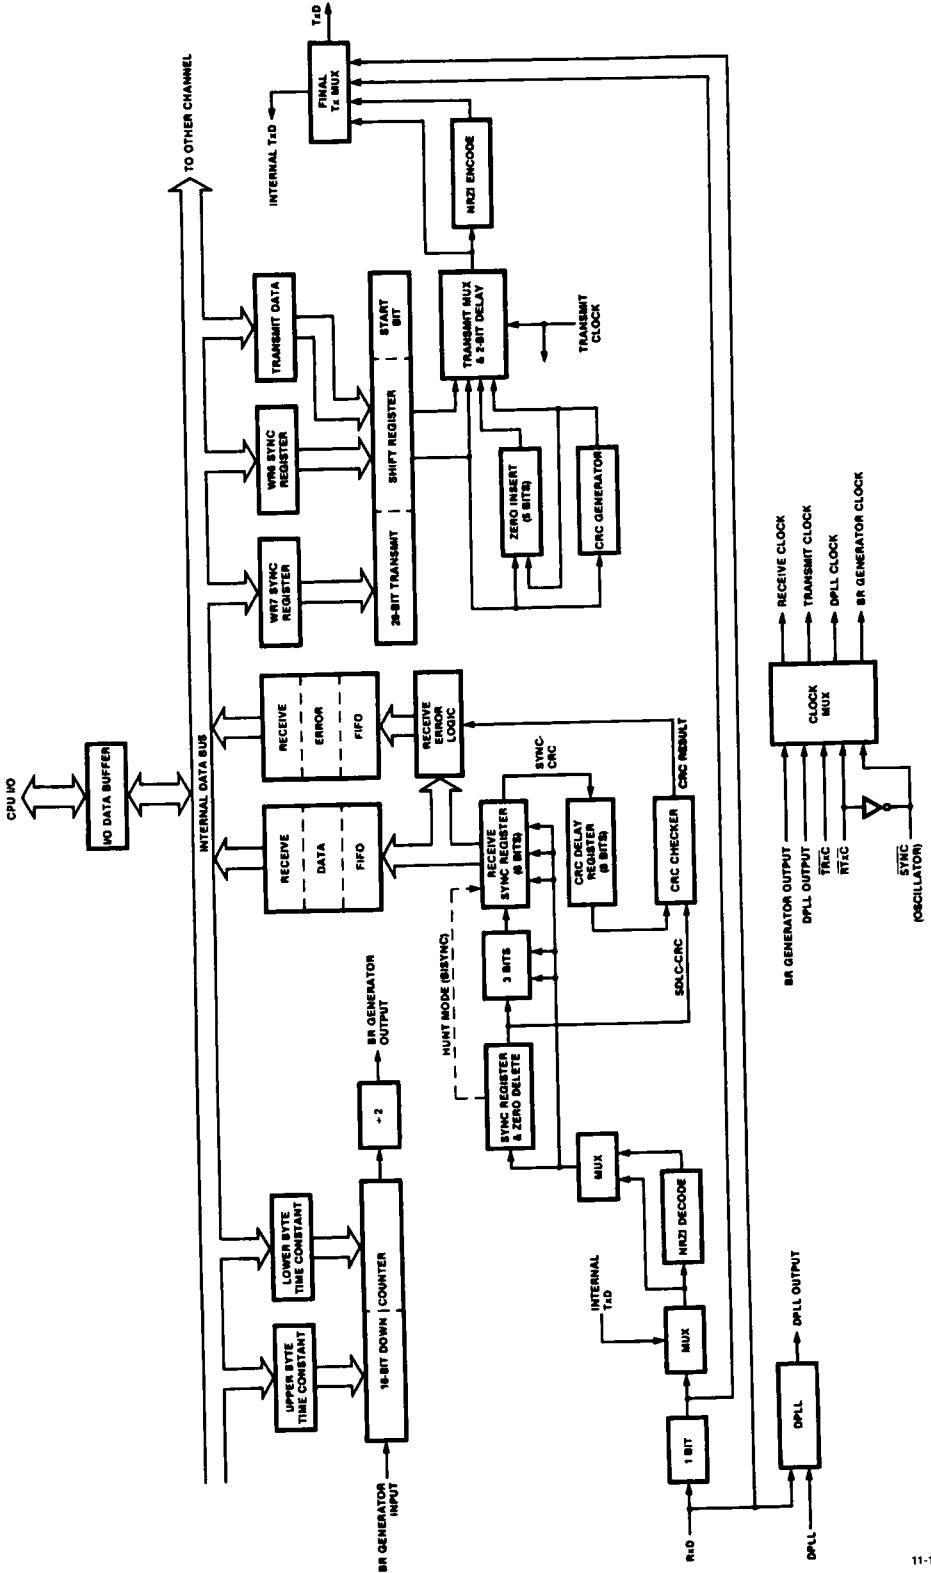 CPU I/O
I/O DATA BUFFER
INTERNAL DATA BUS
TO OTHER CHANNEL
UPPER BYTE
TIME CONSTANT
LOWER BYTE
TIME CONSTANT
16-BIT DOWN COUNTER
BR GENERATOR
INPUT
÷ 2
BR GENERATOR
OUTPUT
RECEIVE
DATA
FIFO
RECEIVE
ERROR
FIFO
RECEIVE
ERROR
LOGIC
WR7 SYNC
REGISTER
WR6 SYNC
REGISTER
TRANSMIT DATA
20-BIT TRANSMIT
SHIFT REGISTER
START
BIT
INTERNAL TxD
FINAL
Tx MUX
TxD
NRZI ENCODE
TRANSMIT MUX
& 2-BIT DELAY
TRANSMIT
CLOCK
ZERO INSERT
(5 BITS)
CRC GENERATOR
HUNT MODE (BISYNC)
SYNC REGISTER
& ZERO DELETE
3 BITS
RECEIVE
SYNC REGISTER
(8 BITS)
SYNC-
CRC
CRC DELAY
REGISTER
(8 BITS)
CRC CHECKER
CRC RESULT
SDLC-CRC
MUX
NRZI DECODE
INTERNAL
TxD
MUX
1 BIT
RxD
DPLL
DPLL
DPLL OUTPUT
BR GENERATOR OUTPUT
DPLL OUTPUT
TRxC
RTxC
SYNC
(OSCILLATOR)
CLOCK
MUX
RECEIVE CLOCK
TRANSMIT CLOCK
DPLL CLOCK
BR GENERATOR CLOCK
11-1